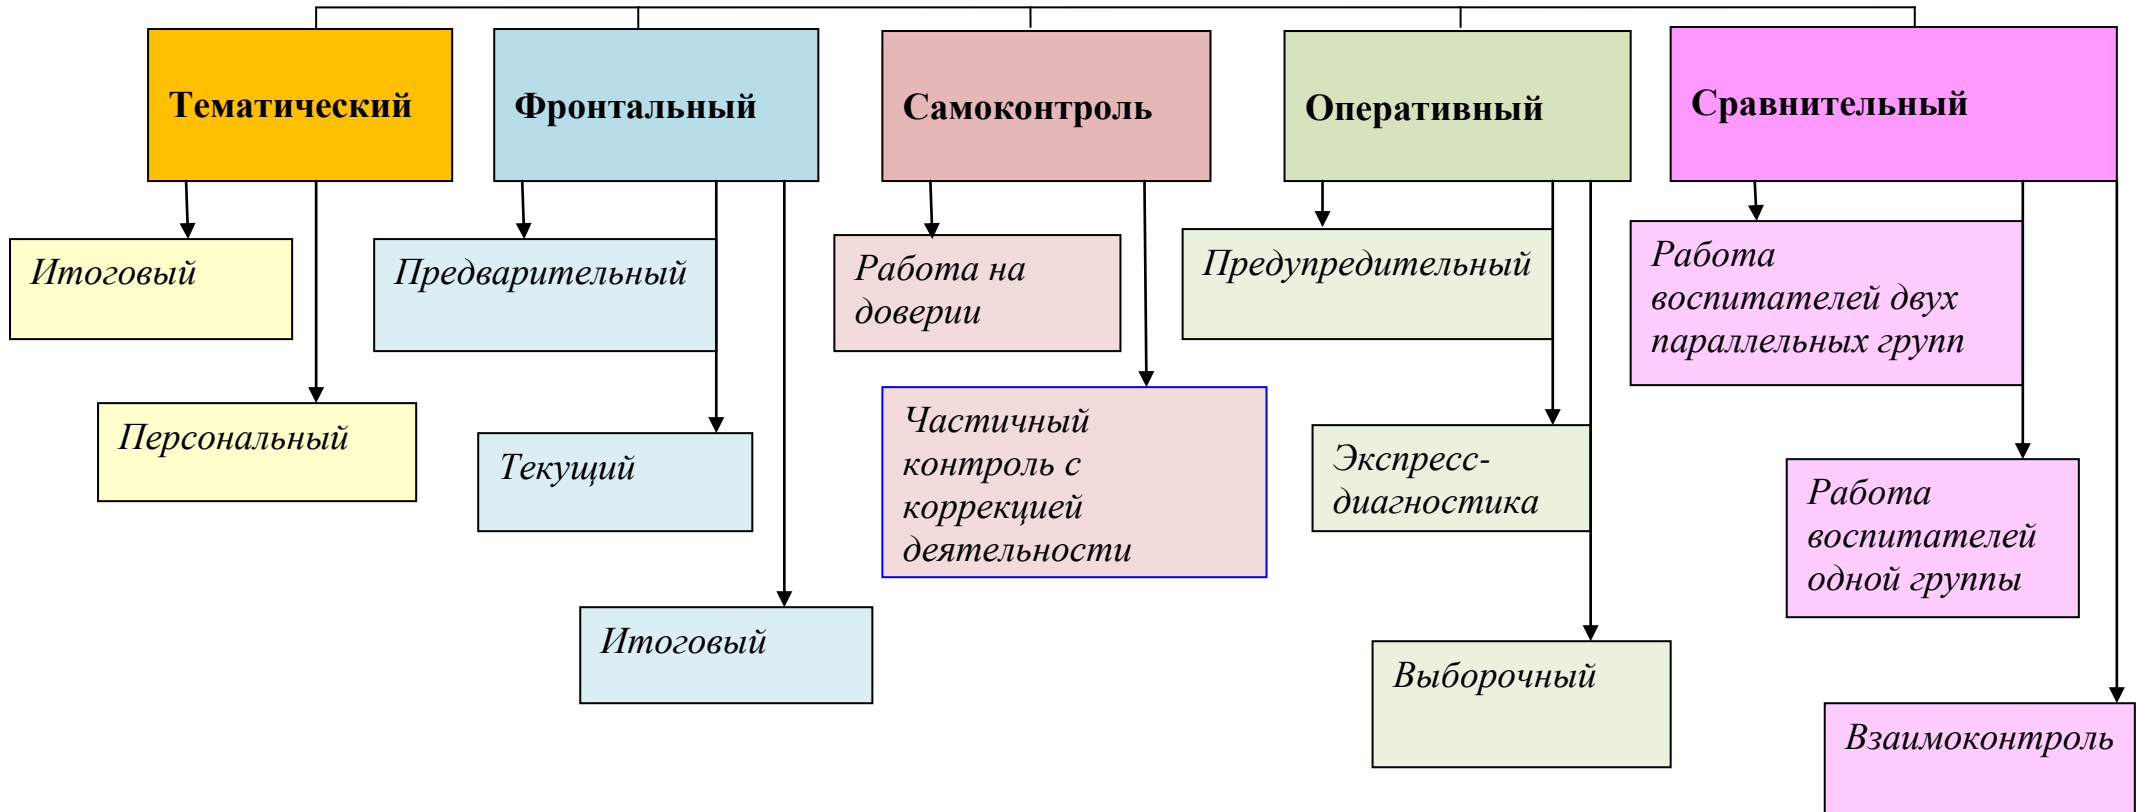 Тематический
Фронтальный
Самоконтроль
Оперативный
Сравнительный
Итоговый
Предварительный
Работа на
доверии
Предупредительный
Работа
воспитателей двух
параллельных групп
Персональный
Текущий
Частичный
контроль с
коррекцией
деятельности
Экспресс-
диагностика
Работа
воспитателей
одной группы
Итоговый
Выборочный
Взаимоконтроль